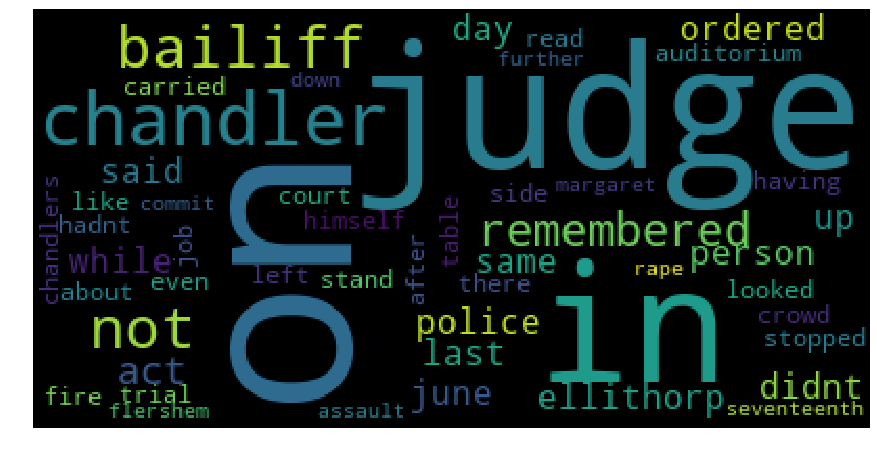 bailiff day read ordered
further auditorium
carried down judge
chandler
said on court side margaret having
like commit himself table remembered up
hadnt chandlers job while same person
left stand after there rape looked
about even in crowd
not police stopped
act last
fire trial june ellithorp didnt
flershem assault seventeenth